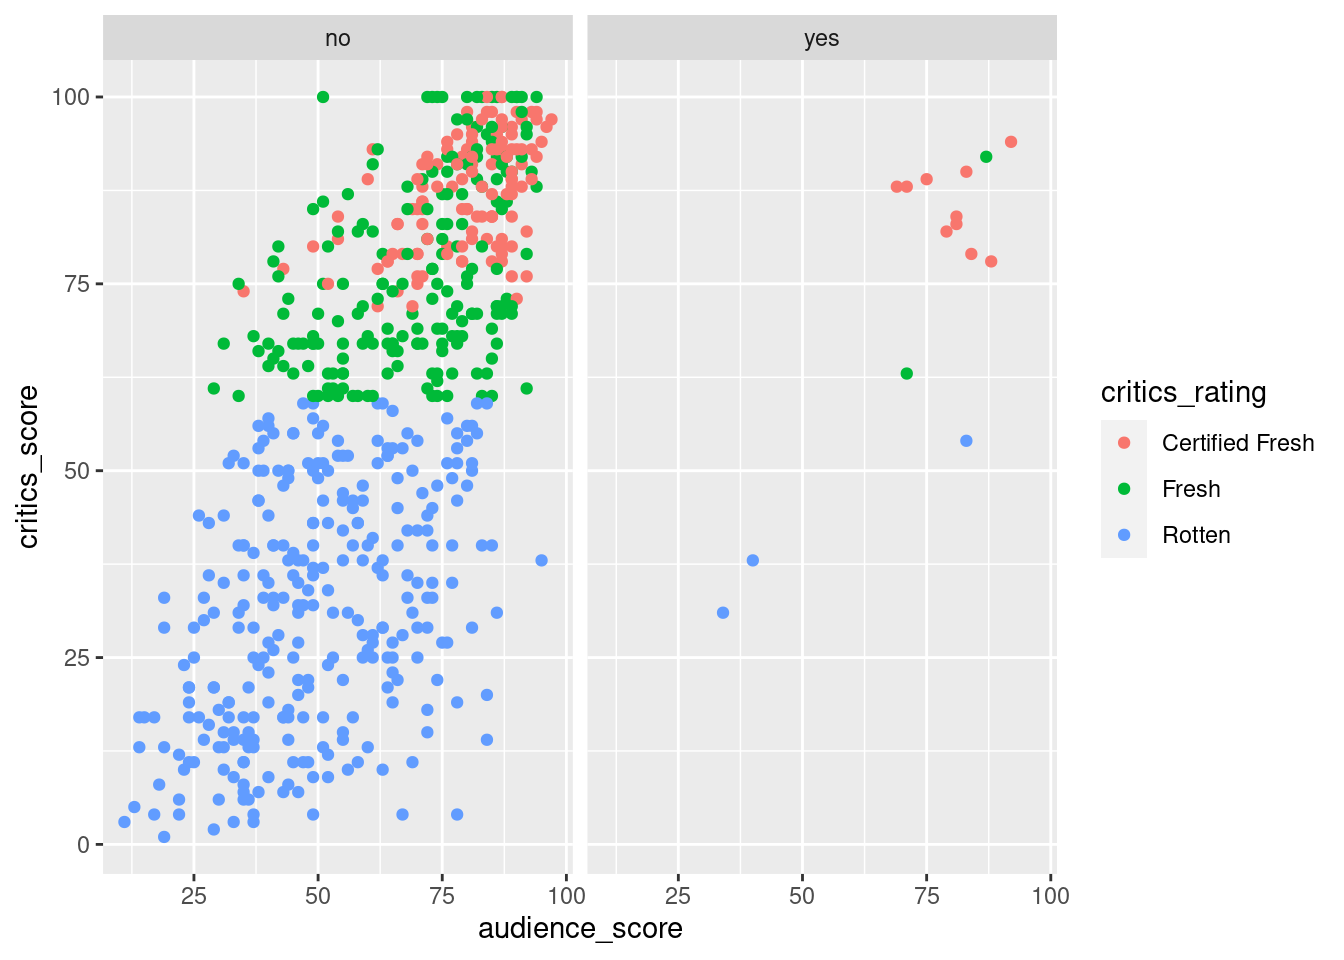 no
yes
100
75
50
25
0
critics_score
25
50
75
100
25
50
75
100
audience_score
critics_rating
Certified Fresh
Fresh
Rotten